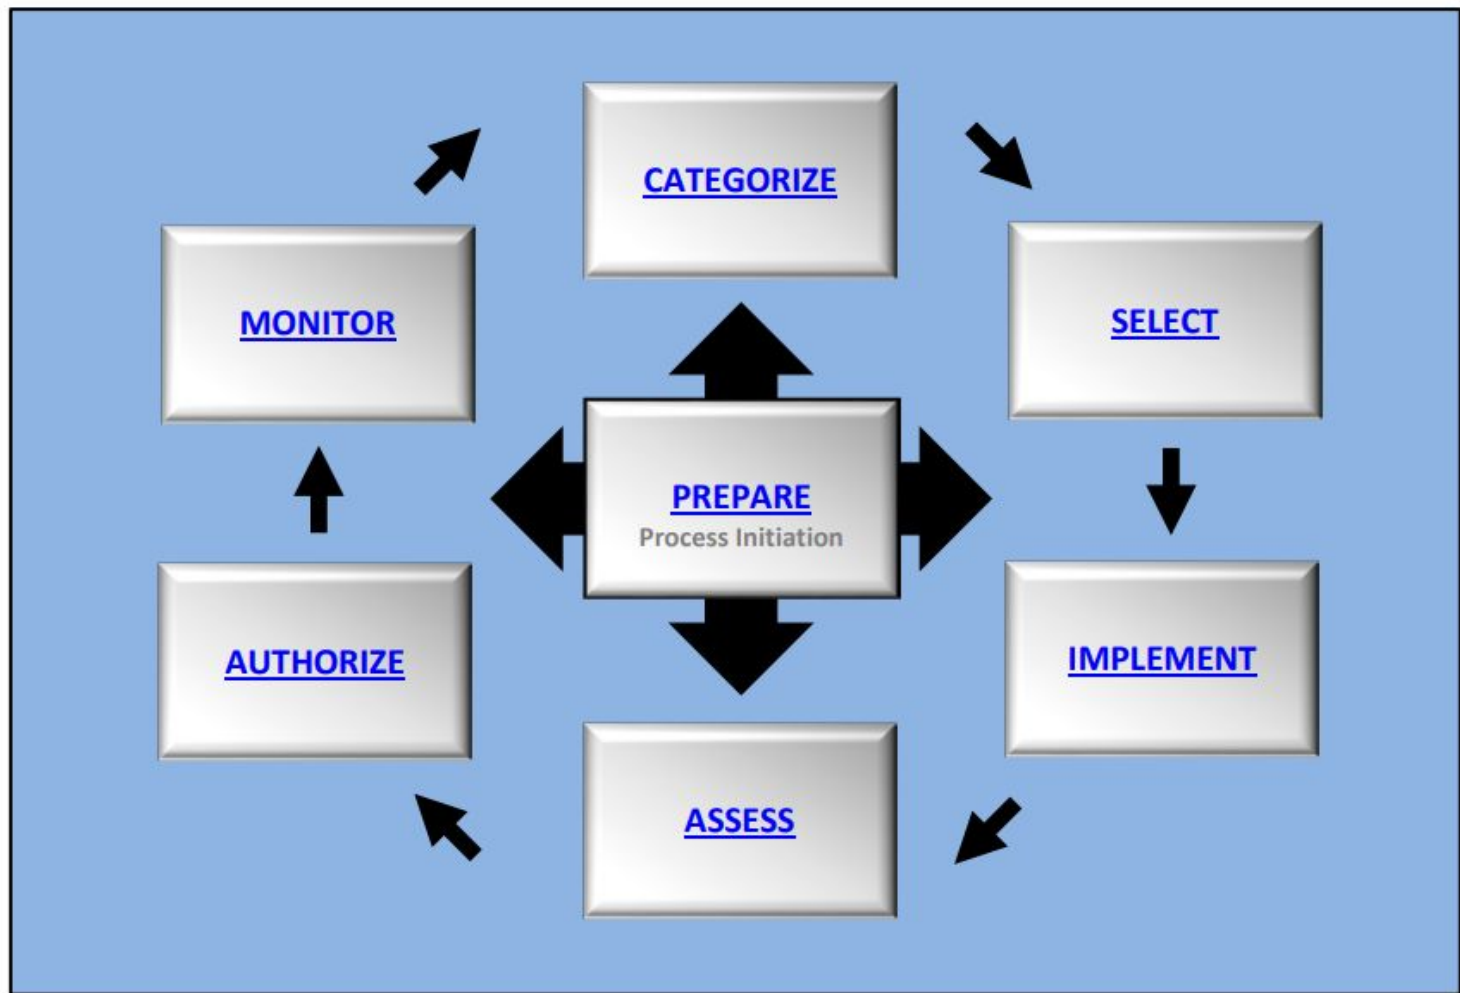 CATEGORIZE
MONITOR
SELECT
PREPARE
Process Initiation
AUTHORIZE
IMPLEMENT
ASSESS